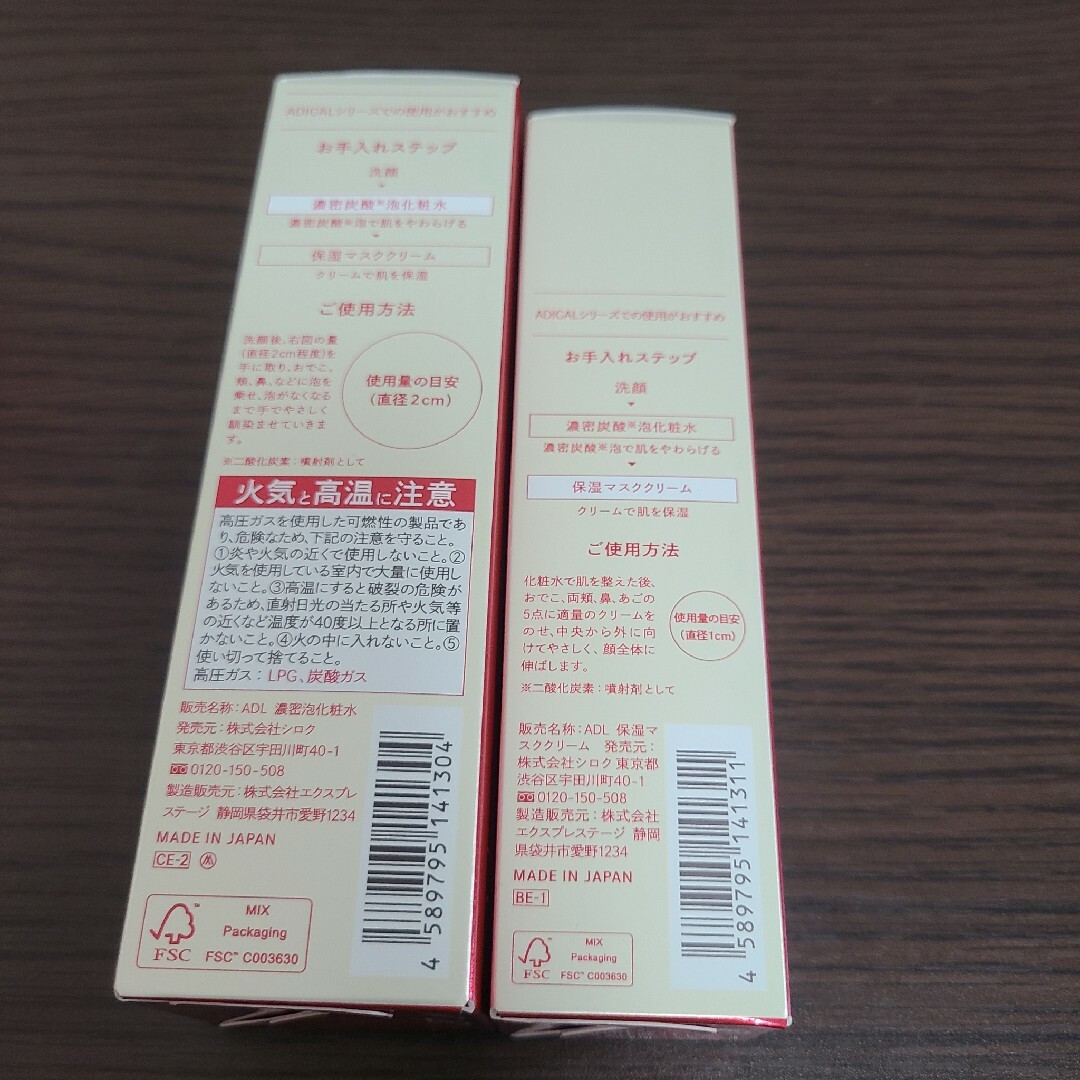 ADICALシリーズでの使用がおすすめ
お手入れステップ
洗顔
濃密炭酸※泡化粧水
濃密炭酸※泡で肌をやわらげる
保湿マスククリーム
クリームで肌を保湿
ご使用方法
洗顔後、右図の量
(直径2cm程度)を
手に取り、おでこ、
頬、鼻、などに泡を
乗せ、泡がなくなる
まで手でやさしく
馴染ませていきま
す。
使用量の目安
(直径2cm)
※二酸化炭素：噴射剤として
火気と高温に注意
高圧ガスを使用した可燃性の製品であ
り、危険なため、下記の注意を守ること。
①炎や火気の近くで使用しないこと。②
火気を使用している室内で大量に使用し
ないこと。③高温にすると破裂の危険が
あるため、直射日光の当たる所や火気等
の近くなど温度が40度以上となる所に置
かないこと。④火の中に入れないこと。⑤
使い切って捨てること。
高圧ガス：LPG、炭酸ガス
販売名称：ADL 濃密泡化粧水
発売元：株式会社シロク
東京都渋谷区宇田川町40-1
0120-150-508
製造販売元：株式会社エクスプレ
ステージ 静岡県袋井市愛野1234
MADE IN JAPAN
CE-2
FSC™
MIX
Packaging
FSC™ C003630
4 589795 141304
ADICALシリーズでの使用がおすすめ
お手入れステップ
洗顔
濃密炭酸※泡化粧水
濃密炭酸※泡で肌をやわらげる
保湿マスククリーム
クリームで肌を保湿
ご使用方法
化粧水で肌を整えた後、
おでこ、両頬、鼻、あごの
5点に適量のクリームを
のせ、中央から外に向
けてやさしく、顔全体に
伸ばします。
使用量の目安
(直径1cm)
※二酸化炭素：噴射剤として
販売名称：ADL 保湿マ
スククリーム 発売元：
株式会社シロク 東京都
渋谷区宇田川町40-1
0120-150-508
製造販売元：株式会社
エクスプレステージ 静岡
県袋井市愛野1234
MADE IN JAPAN
BE-1
FSC™
MIX
Packaging
FSC™ C003630
4 589795 141311